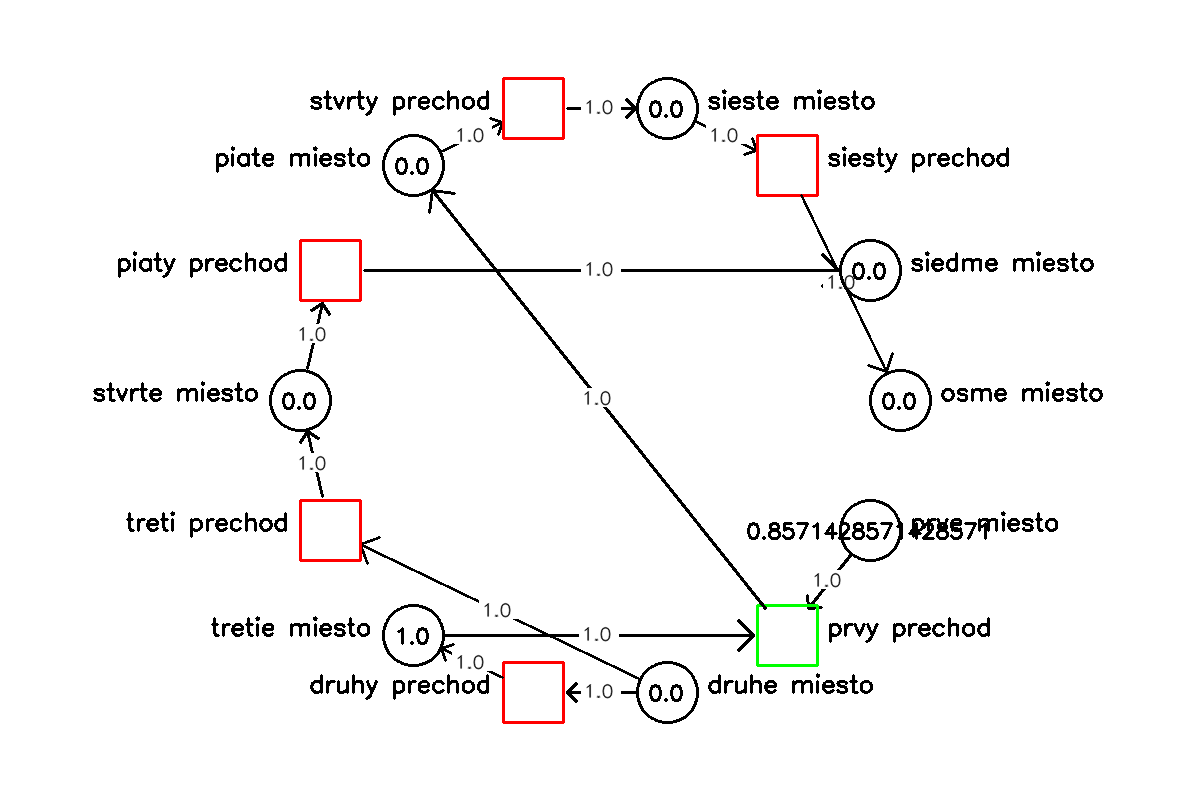 stvrty prechod
1.0
0.0
sieste miesto
1.0
1.0
piate miesto
0.0
siesty prechod
piaty prechod
1.0
0.0
siedme miesto
1.0
1.0
stvrte miesto
0.0
1.0
0.0
osme miesto
1.0
treti prechod
0.8571428571428571
prve miesto
1.0
1.0
tretie miesto
1.0
1.0
prvy prechod
1.0
druhy prechod
1.0
0.0
druhe miesto